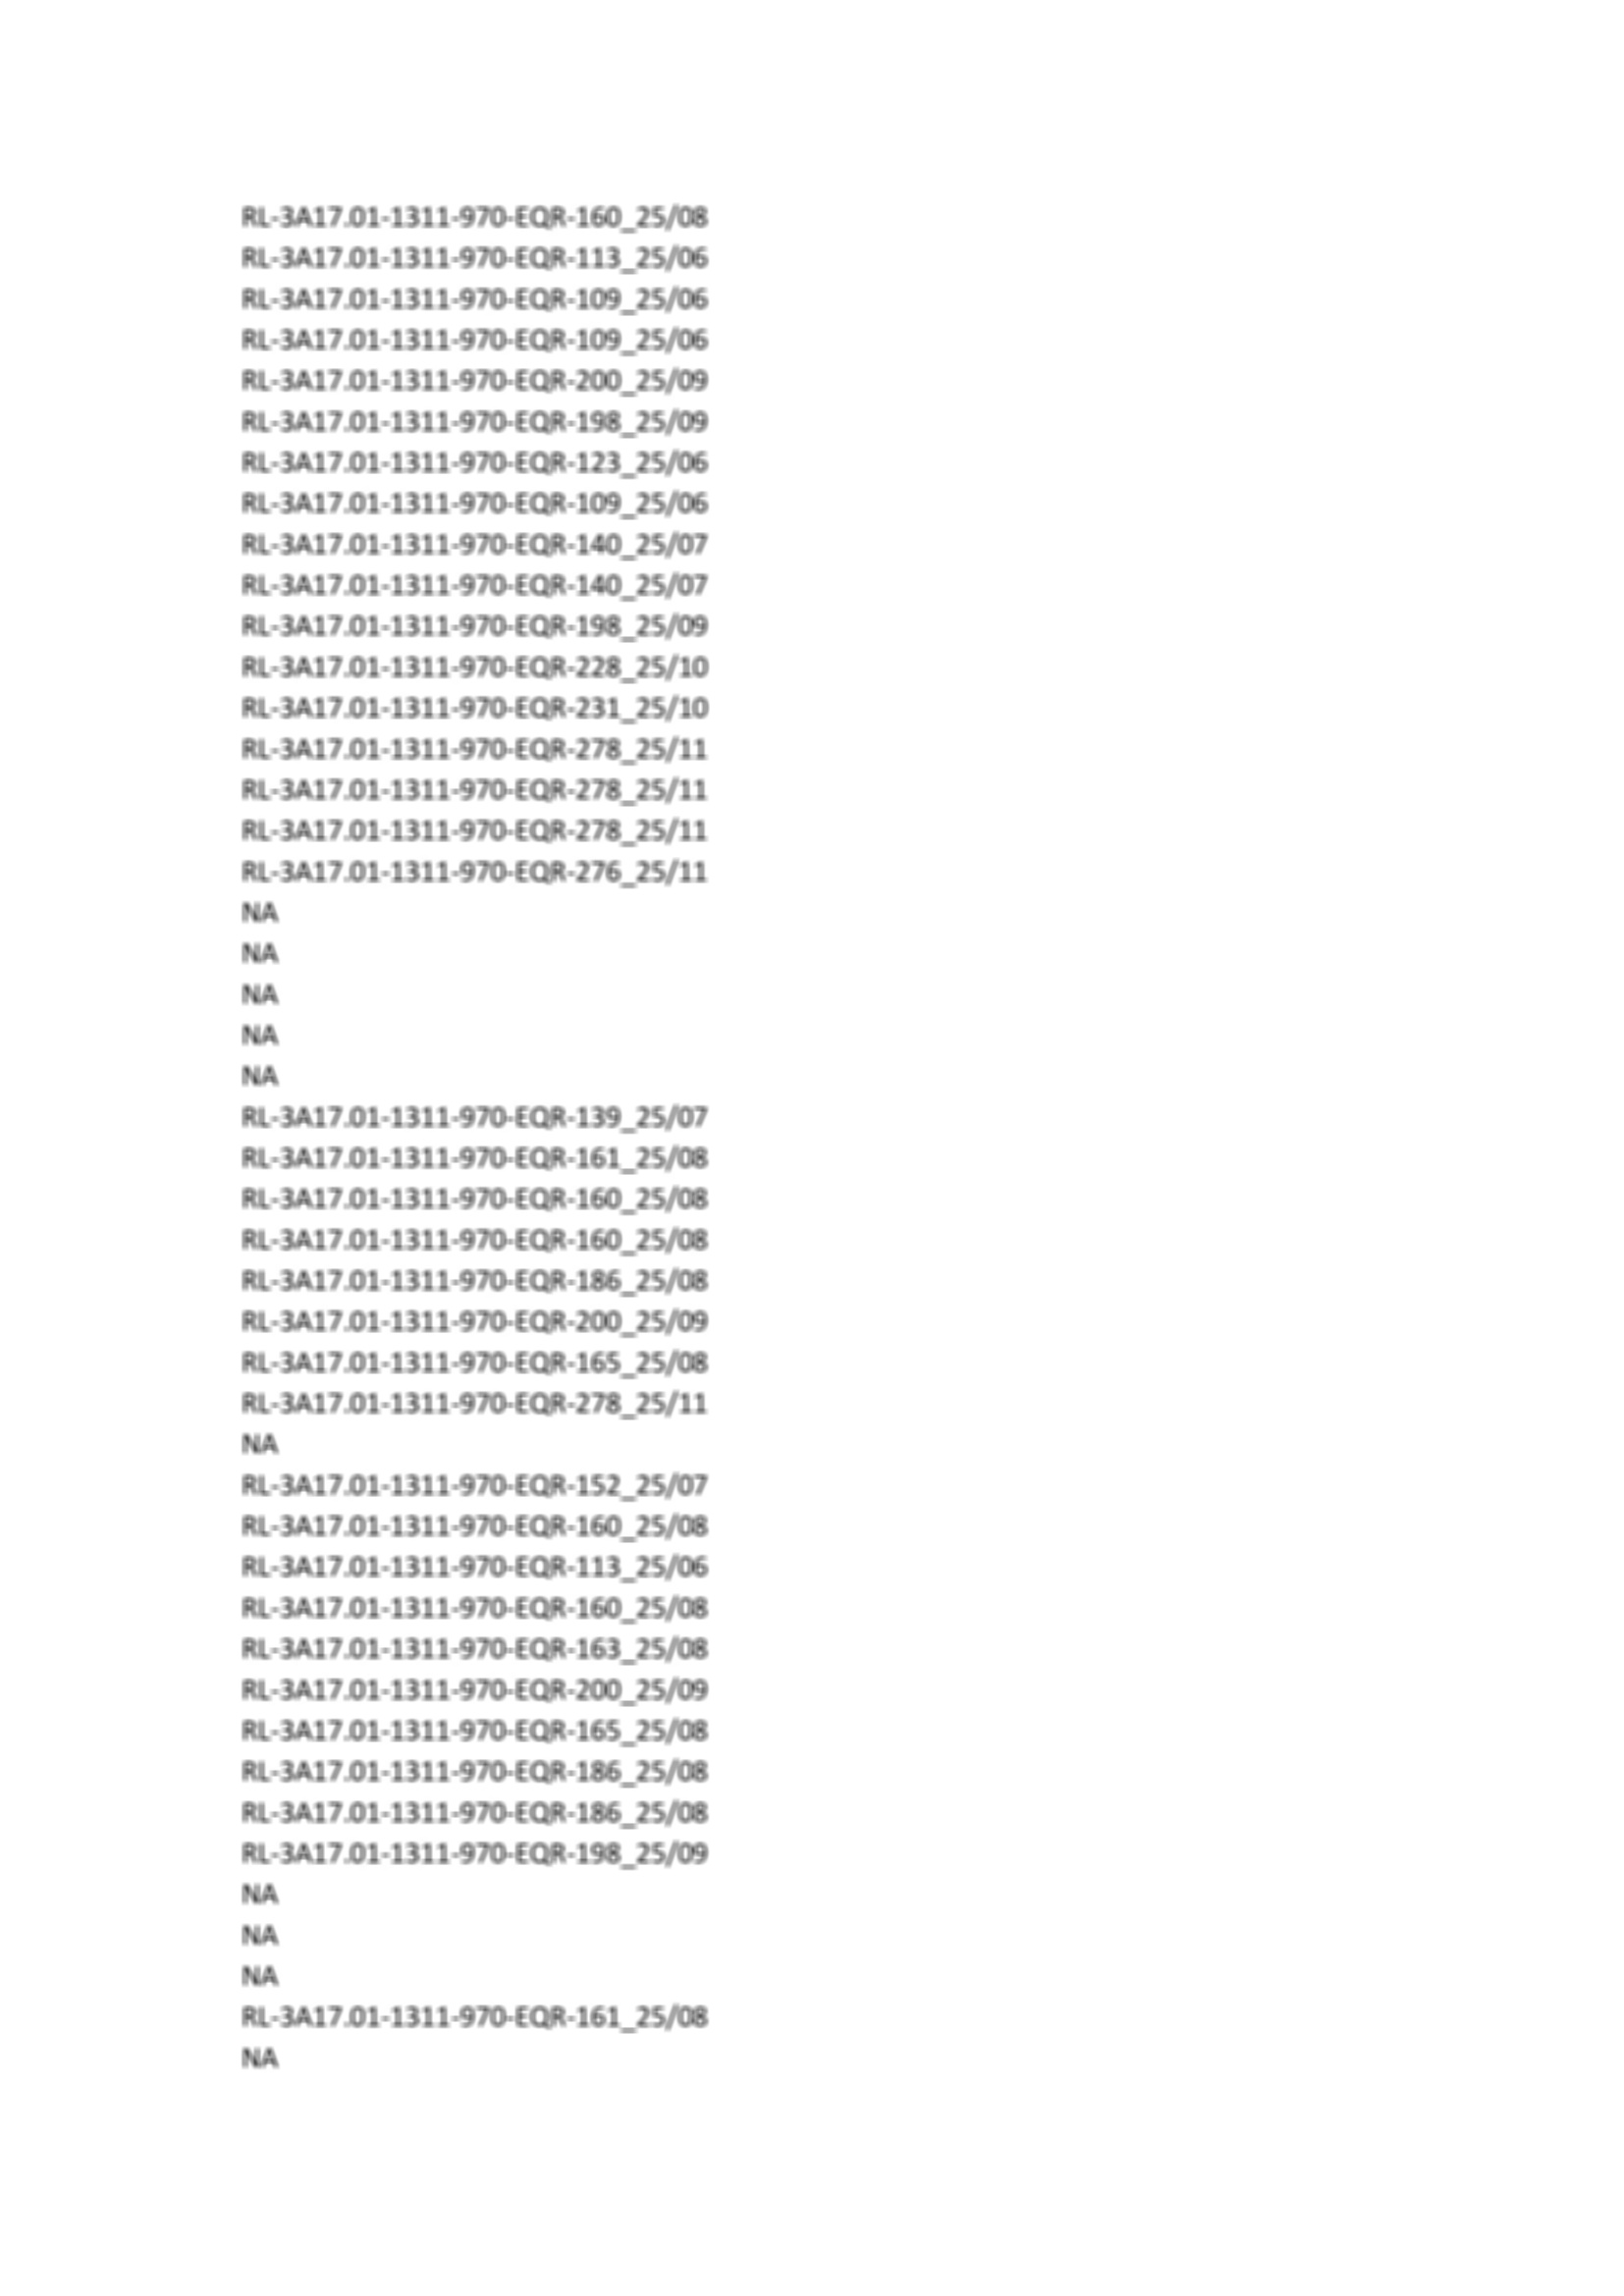 RL-3A17.01-1311-970-EQR-160_25/08
RL-3A17.01-1311-970-EQR-113_25/06
RL-3A17.01-1311-970-EQR-109_25/06
RL-3A17.01-1311-970-EQR-109_25/06
RL-3A17.01-1311-970-EQR-200_25/09
RL-3A17.01-1311-970-EQR-198_25/09
RL-3A17.01-1311-970-EQR-123_25/06
RL-3A17.01-1311-970-EQR-109_25/06
RL-3A17.01-1311-970-EQR-140_25/07
RL-3A17.01-1311-970-EQR-140_25/07
RL-3A17.01-1311-970-EQR-198_25/09
RL-3A17.01-1311-970-EQR-228_25/10
RL-3A17.01-1311-970-EQR-231_25/10
RL-3A17.01-1311-970-EQR-278_25/11
RL-3A17.01-1311-970-EQR-278_25/11
RL-3A17.01-1311-970-EQR-278_25/11
RL-3A17.01-1311-970-EQR-276_25/11
NA
NA
NA
NA
NA
RL-3A17.01-1311-970-EQR-139_25/07
RL-3A17.01-1311-970-EQR-161_25/08
RL-3A17.01-1311-970-EQR-160_25/08
RL-3A17.01-1311-970-EQR-160_25/08
RL-3A17.01-1311-970-EQR-186_25/08
RL-3A17.01-1311-970-EQR-200_25/09
RL-3A17.01-1311-970-EQR-165_25/08
RL-3A17.01-1311-970-EQR-278_25/11
NA
RL-3A17.01-1311-970-EQR-152_25/07
RL-3A17.01-1311-970-EQR-160_25/08
RL-3A17.01-1311-970-EQR-113_25/06
RL-3A17.01-1311-970-EQR-160_25/08
RL-3A17.01-1311-970-EQR-163_25/08
RL-3A17.01-1311-970-EQR-200_25/09
RL-3A17.01-1311-970-EQR-165_25/08
RL-3A17.01-1311-970-EQR-186_25/08
RL-3A17.01-1311-970-EQR-186_25/08
RL-3A17.01-1311-970-EQR-198_25/09
NA
NA
NA
RL-3A17.01-1311-970-EQR-161_25/08
NA